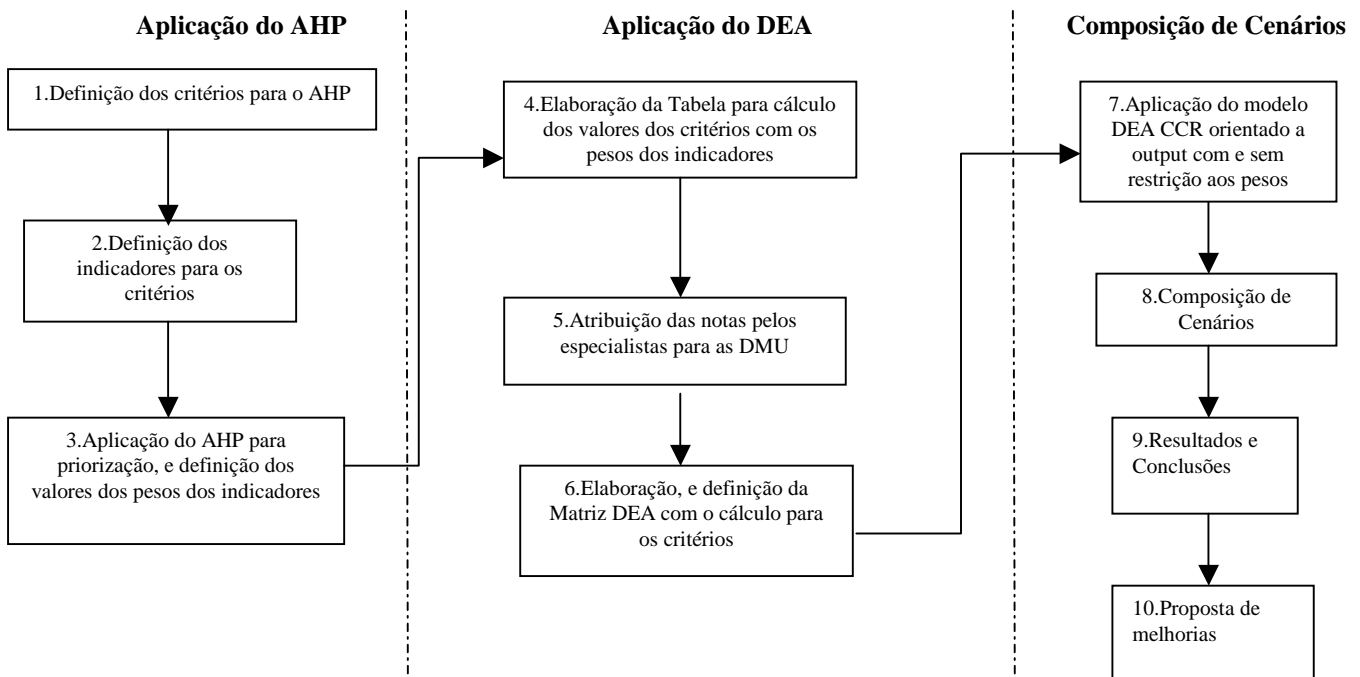 Aplicação do AHP
1.Definição dos critérios para o AHP
2.Definição dos
indicadores para os
critérios
3.Aplicação do AHP para
priorização, e definição dos
valores dos pesos dos indicadores
Aplicação do DEA
4.Elaboração da Tabela para cálculo
dos valores dos critérios com os
pesos dos indicadores
5.Atribuição das notas pelos
especialistas para as DMU
6.Elaboração, e definição da
Matriz DEA com o cálculo para
os critérios
Composição de Cenários
7.Aplicação do modelo
DEA CCR orientado a
output com e sem
restrição aos pesos
8.Composição de
Cenários
9.Resultados e
Conclusões
10.Proposta de
melhorias